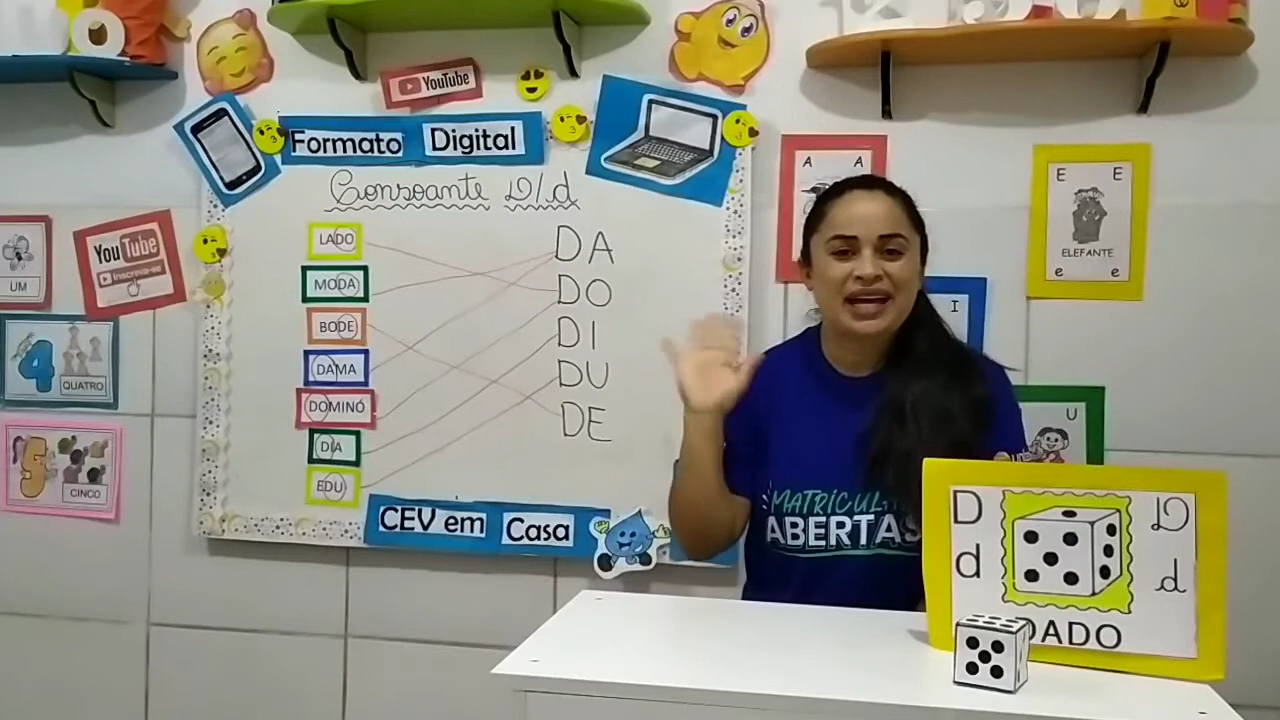 YouTube
Formato Digital
Consoante D/d
LADO
MODA
BODE
DAMA
DOMINÓ
DIA
EDU
DA
DO
DI
DU
DE
CEV em Casa
YouTube
Inscreva-se
UM
4
QUATRO
5
CINCO
A A
E E
ELEFANTE
e e
I
U
MATRÍCUL
ABERTAS
D D
d d
DADO